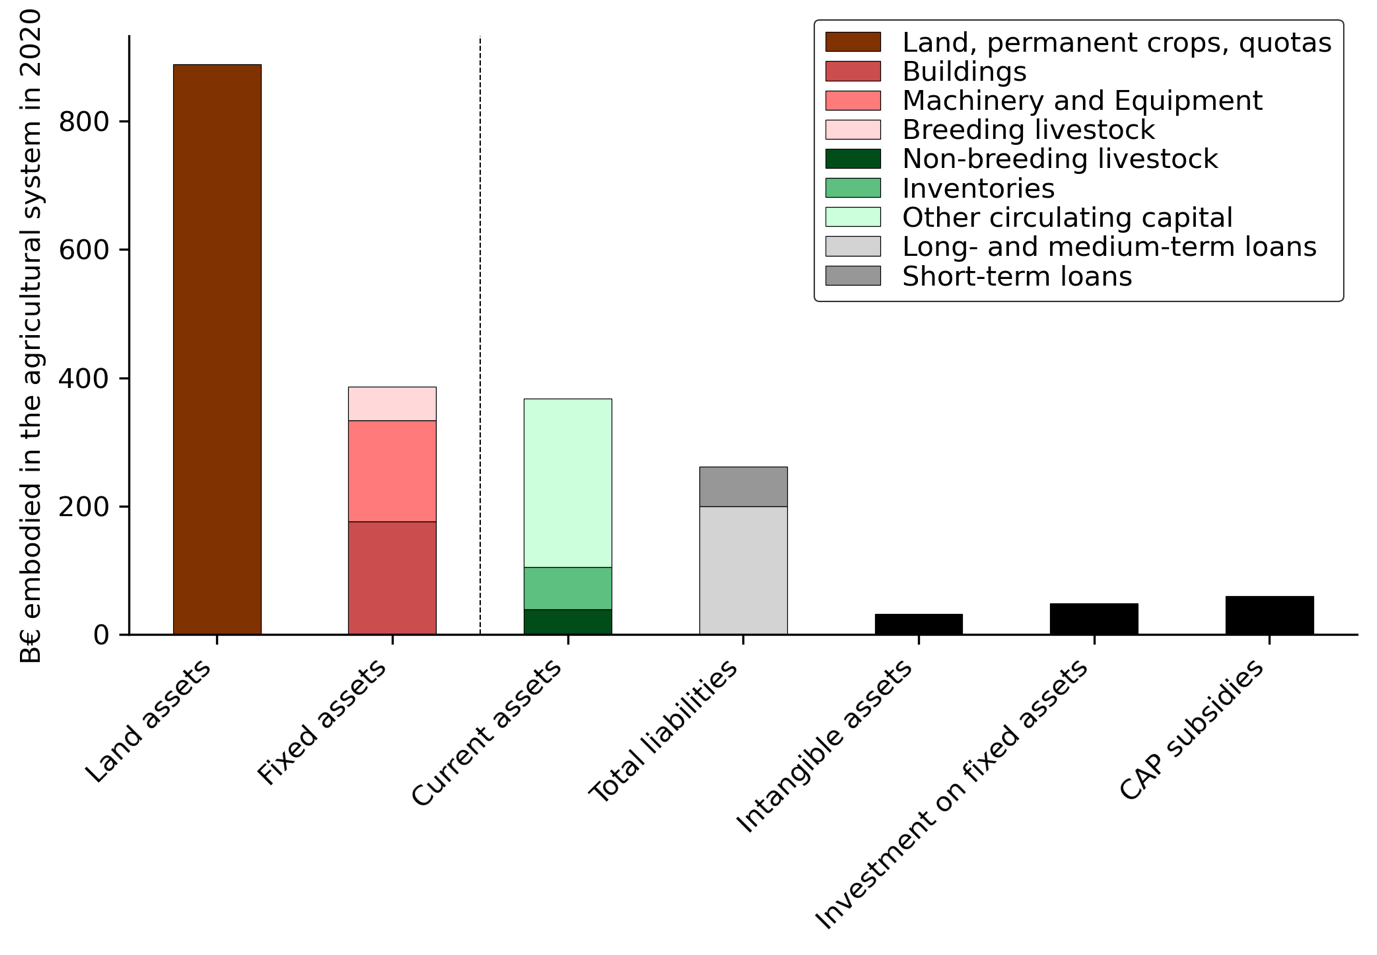 B€ embodied in the agricultural system in 2020
800
600
400
200
0
Land, permanent crops, quotas
Buildings
Machinery and Equipment
Breeding livestock
Non-breeding livestock
Inventories
Other circulating capital
Long- and medium-term loans
Short-term loans
Land assets
Fixed assets
Current assets
Total liabilities
Intangible assets
Investment on fixed assets
CAP subsidies